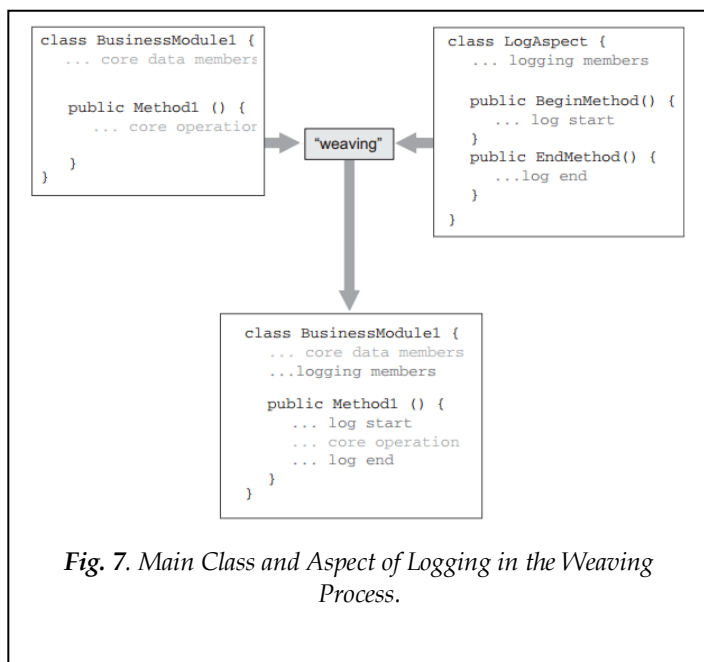 class BusinessModule1 {
... core data members
public Method1 () {
... core operation
}
}
"weaving"
class LogAspect {
... logging members
public BeginMethod() {
... log start
}
public EndMethod() {
...log end
}
}
class BusinessModule1 {
... core data members
...logging members
public Method1 () {
... log start
... core operation
... log end
}
}
Fig. 7. Main Class and Aspect of Logging in the Weaving
Process.